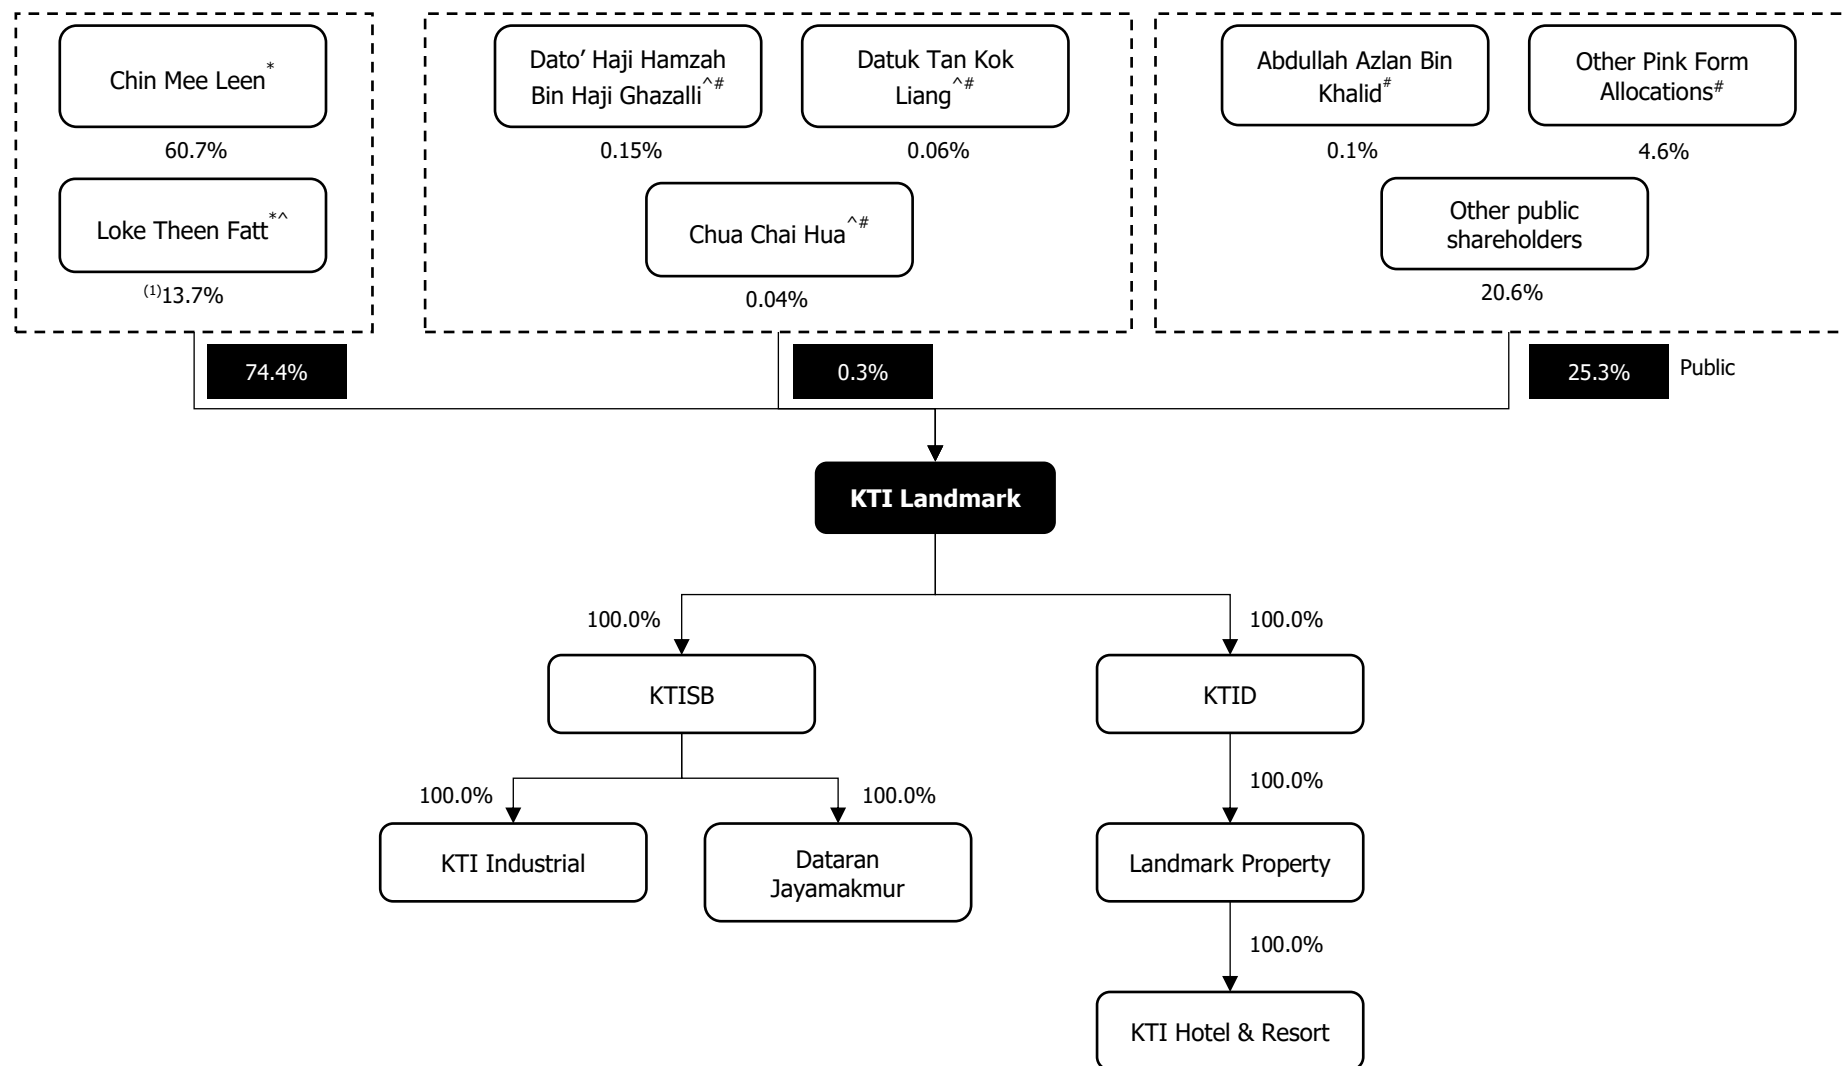 Chin Mee Leen*
60.7%
Loke Theen Fatt*^
(1)13.7%
Dato’ Haji Hamzah
Bin Haji Ghazalli^#
0.15%
Datuk Tan Kok
Liang^#
0.06%
Chua Chai Hua^#
0.04%
Abdullah Azlan Bin
Khalid#
0.1%
Other Pink Form
Allocations#
4.6%
Other public
shareholders
20.6%
74.4%
0.3%
25.3%
Public
KTI Landmark
100.0%
100.0%
KTISB
KTID
100.0%
100.0%
100.0%
KTI Industrial
Dataran
Jayamakmur
Landmark Property
100.0%
KTI Hotel & Resort